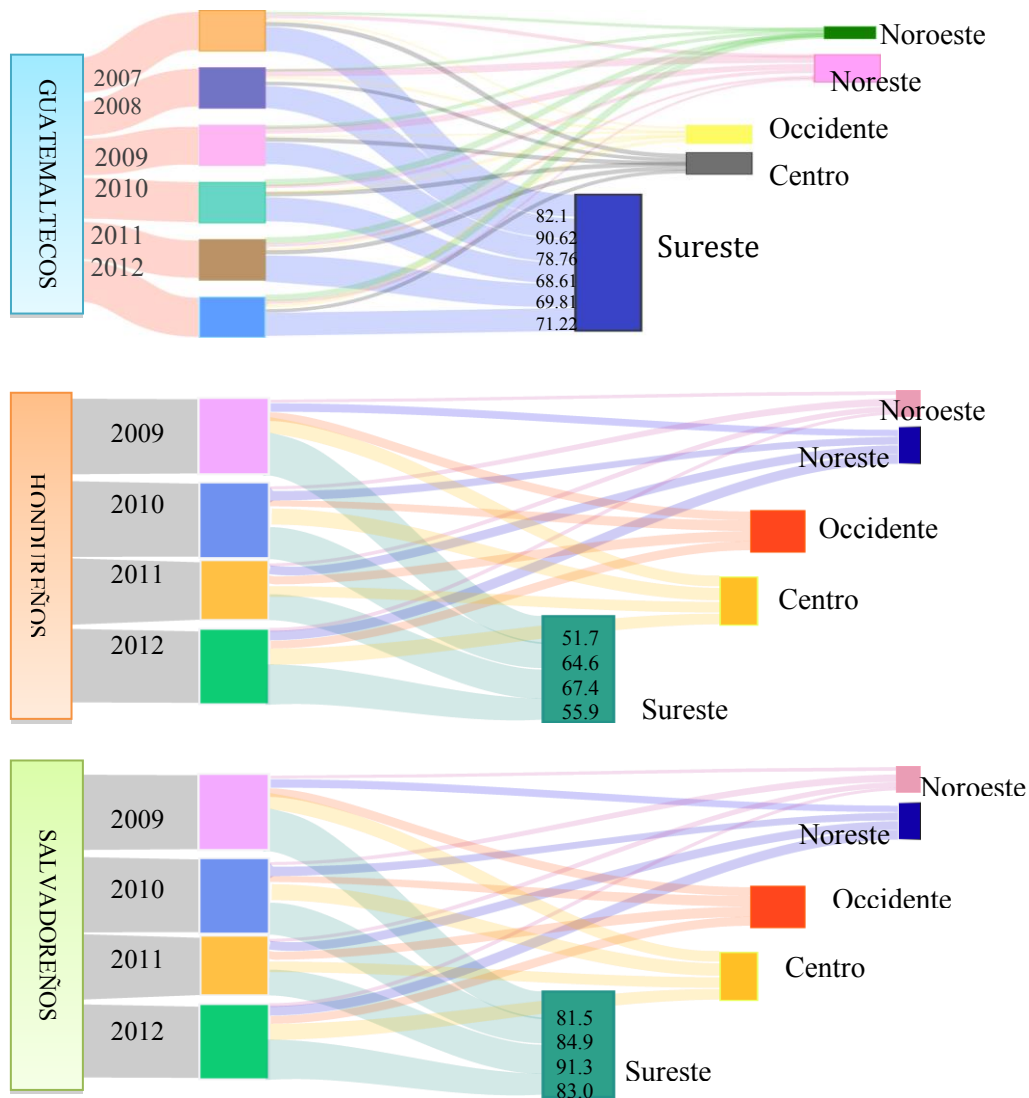 GUATEMALTECOS
2007
2008
2009
2010
2011
2012
Noroeste
Noreste
Occidente
Centro
Sureste
82.1
90.62
78.76
68.61
69.81
71.22
HONDUREÑOS
2009
2010
2011
2012
Noroeste
Noreste
Occidente
Centro
Sureste
51.7
64.6
67.4
55.9
SALVADOREÑOS
2009
2010
2011
2012
Noroeste
Noreste
Occidente
Centro
Sureste
81.5
84.9
91.3
83.0